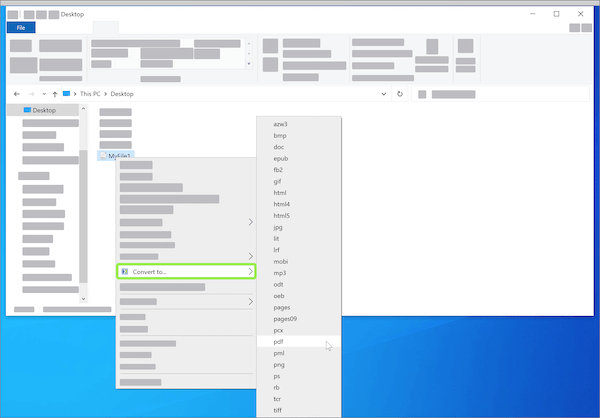 Desktop
File
This PC > Desktop
Desktop
MyFile1
Convert to...
azw3
bmp
doc
epub
fb2
gif
html
html4
html5
jpg
lit
lrf
mobi
mp3
odt
oeb
pages
pages09
pcx
pdf
pml
png
ps
rb
tcr
tiff